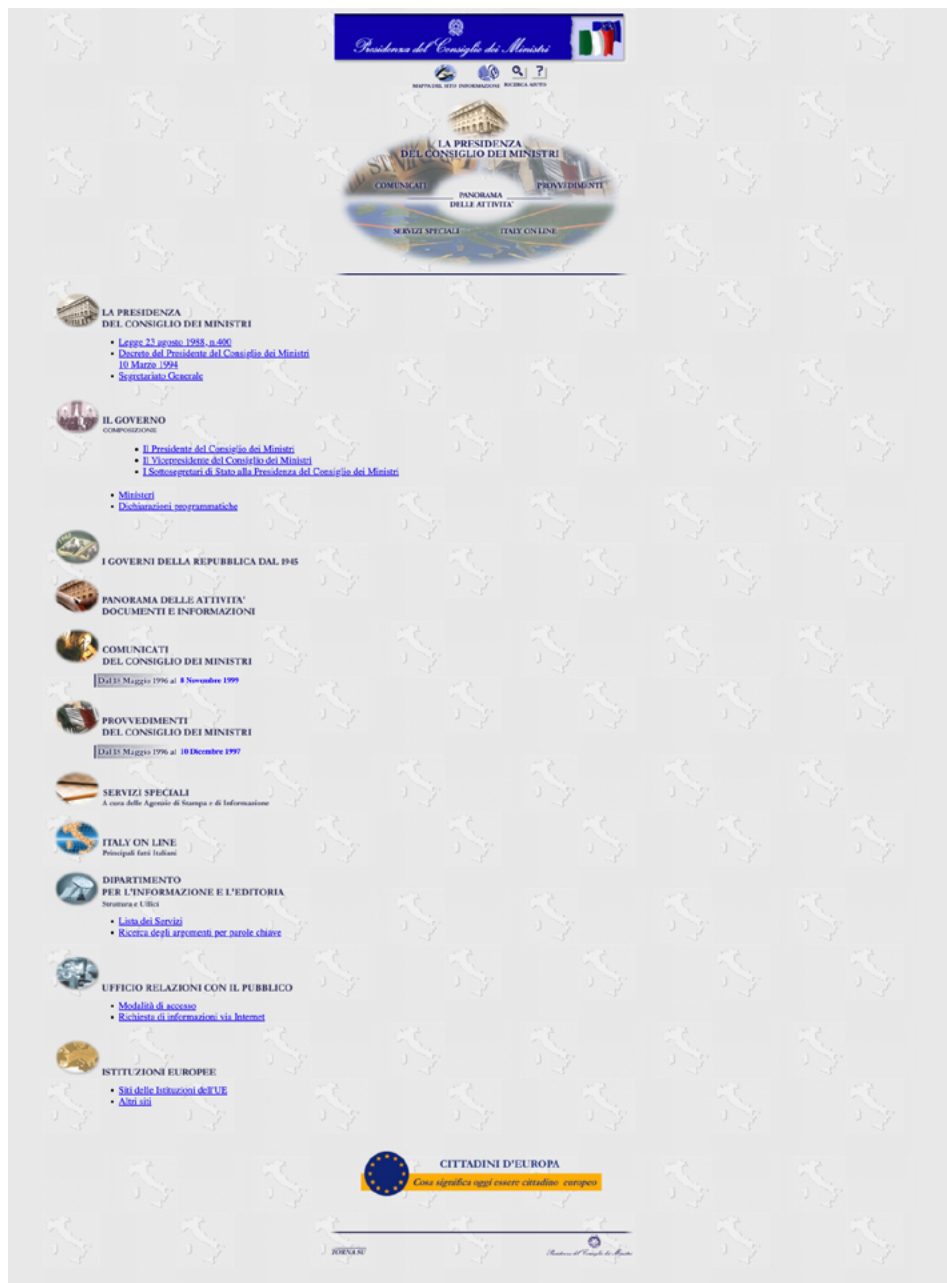 Presidenza del Consiglio dei Ministri
MAPPA DEL SITO INFORMAZIONI RICERCA AIUTO
LA PRESIDENZA
DEL CONSIGLIO DEI MINISTRI
COMUNICATI
PROVVEDIMENTI
PANORAMA
DELLE ATTIVITA'
SERVIZI SPECIALI
ITALY ON LINE
LA PRESIDENZA
DEL CONSIGLIO DEI MINISTRI
Legge 23 agosto 1988, n.400
Decreto del Presidente del Consiglio dei Ministri
10 Marzo 1994
Segretariato Generale
IL GOVERNO
COMPOSIZIONE
Il Presidente del Consiglio dei Ministri
Il Vicepresidente del Consiglio dei Ministri
I Sottosegretari di Stato alla Presidenza del Consiglio dei Ministri
Ministeri
Dichiarazioni programmatiche
I GOVERNI DELLA REPUBBLICA DAL 1945
PANORAMA DELLE ATTIVITA'
DOCUMENTI E INFORMAZIONI
COMUNICATI
DEL CONSIGLIO DEI MINISTRI
Dal 18 Maggio 1996 al 8 Novembre 1999
PROVVEDIMENTI
DEL CONSIGLIO DEI MINISTRI
Dal 18 Maggio 1996 al 10 Dicembre 1997
SERVIZI SPECIALI
A cura delle Agenzie di Stampa e di Informazione
ITALY ON LINE
Principali fatti Italiani
DIPARTIMENTO
PER L'INFORMAZIONE E L'EDITORIA
Struttura e Uffici
Lista dei Servizi
Ricerca degli argomenti per parole chiave
UFFICIO RELAZIONI CON IL PUBBLICO
Modalità di accesso
Richiesta di informazioni via Internet
ISTITUZIONI EUROPEE
Siti delle Istituzioni dell'UE
Altri siti
CITTADINI D'EUROPA
Cosa significa oggi essere cittadino europeo
TORNA SU
Presidenza del Consiglio dei Ministri